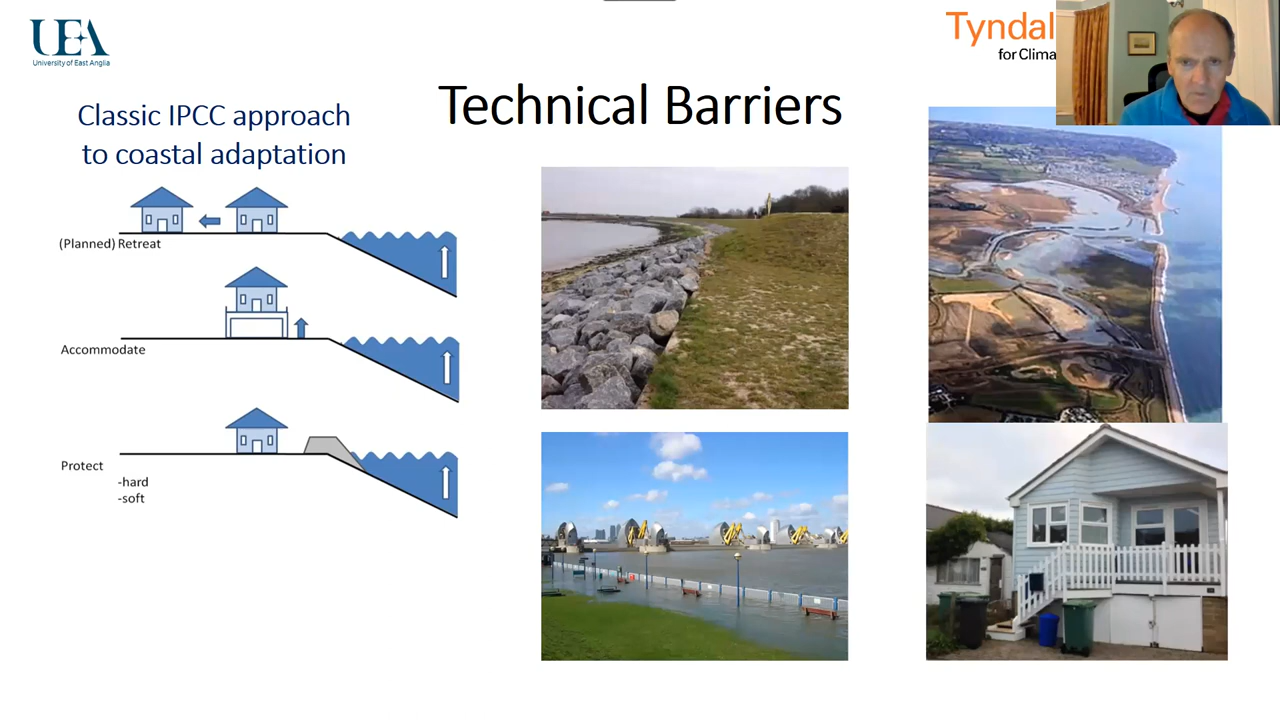 UEA
University of East Anglia
Tyndal
for Clima
Technical Barriers
Classic IPCC approach
to coastal adaptation
(Planned) Retreat
Accommodate
Protect
-hard
-soft